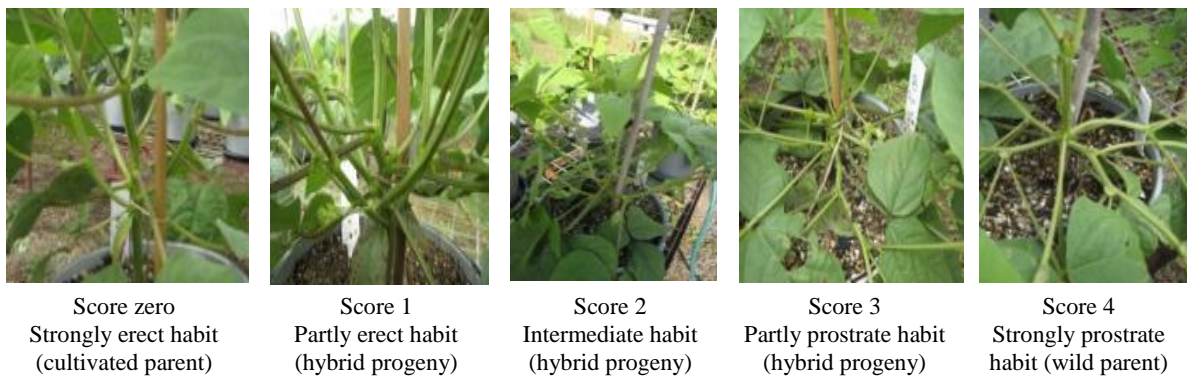 Score zero
Strongly erect habit
(cultivated parent)
Score 1
Partly erect habit
(hybrid progeny)
Score 2
Intermediate habit
(hybrid progeny)
Score 3
Partly prostrate habit
(hybrid progeny)
Score 4
Strongly prostrate
habit (wild parent)